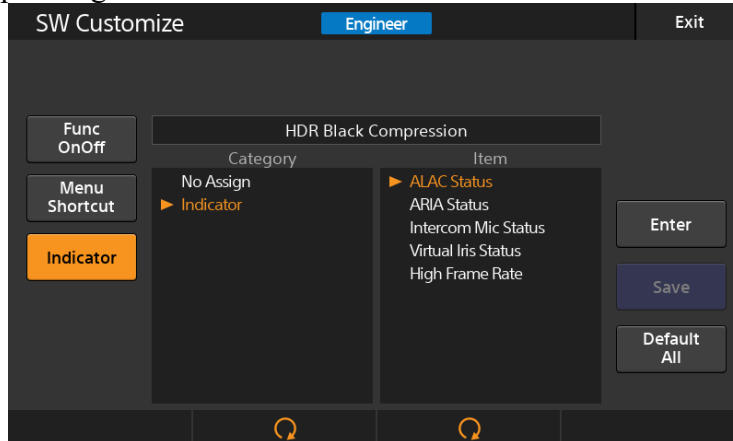 SW Customize
Engineer
Exit
Func
OnOff
Menu
Shortcut
Indicator
HDR Black Compression
Category
Item
No Assign
Indicator
ALAC Status
ARIA Status
Intercom Mic Status
Virtual Iris Status
High Frame Rate
Enter
Save
Default
All